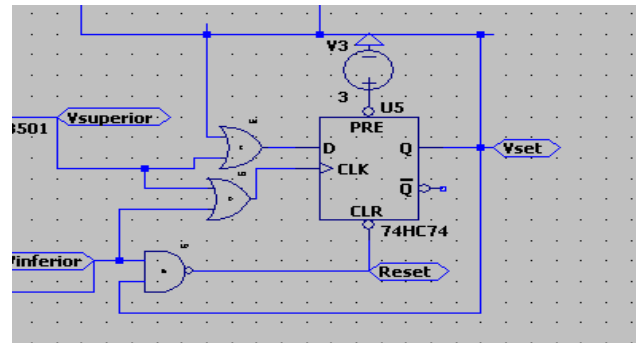 V3
3
U5
Vsuperior
3501
PRE
D
Q
Vset
CLK
Q
CLR
74HC74
Vinferior
Reset